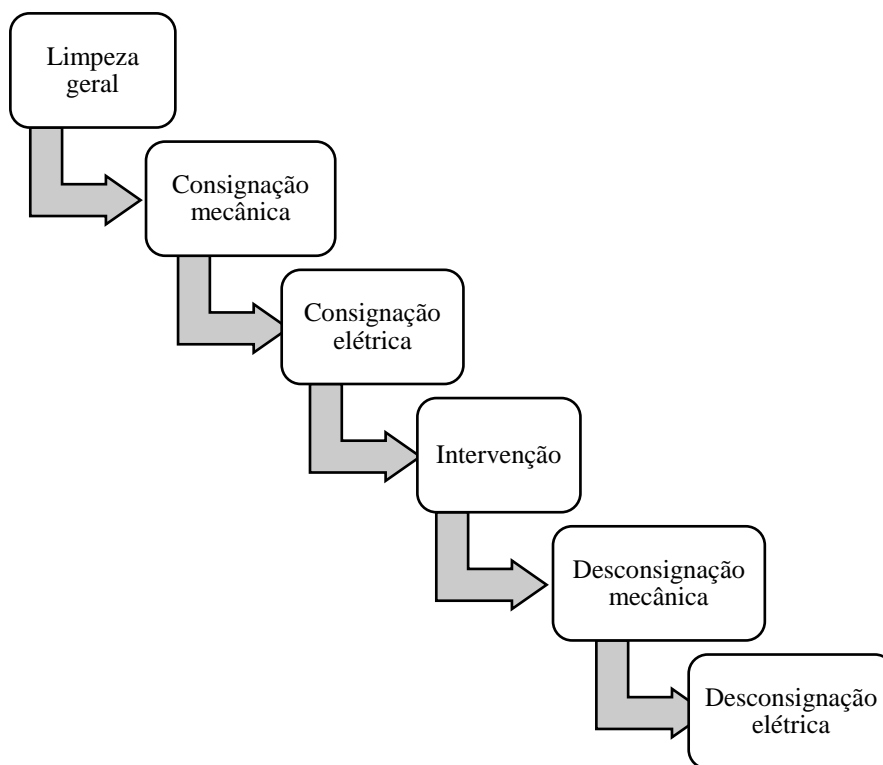 Limpeza
geral
Consignação
mecânica
Consignação
elétrica
Intervenção
Desconsignação
mecânica
Desconsignação
elétrica